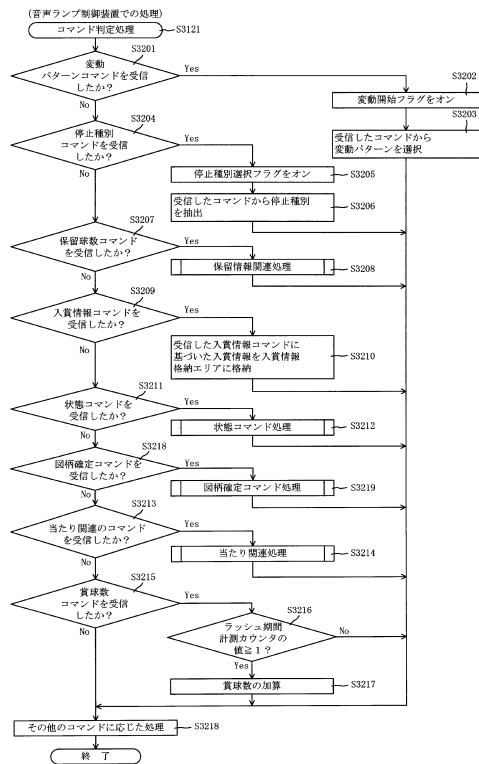 (音声ランプ制御装置での処理)
コマンド判定処理
S3121
S3201
変動
パターンコマンドを受信
したか?
Yes
No
S3202
変動開始フラグをオン
S3203
受信したコマンドから
変動パターンを選択
S3204
停止種別
コマンドを受信
したか?
Yes
No
停止種別選択フラグをオン
S3205
受信したコマンドから停止種別
を抽出
S3206
S3207
保留球数コマンド
を受信したか?
Yes
No
保留情報関連処理
S3208
S3209
入賞情報コマンドを
受信したか?
Yes
No
受信した入賞情報コマンドに
基づいた入賞情報を入賞情報
格納エリアに格納
S3210
S3211
状態コマンドを
受信したか?
Yes
No
状態コマンド処理
S3212
S3218
図柄確定コマンドを
受信したか?
Yes
No
図柄確定コマンド処理
S3219
S3213
当たり関連のコマンド
を受信したか?
Yes
No
当たり関連処理
S3214
S3215
賞球数
コマンドを受信
したか?
Yes
No
S3216
ラッシュ期間
計測カウンタの
値≧1?
No
Yes
賞球数の加算
S3217
その他のコマンドに応じた処理
S3218
終 了